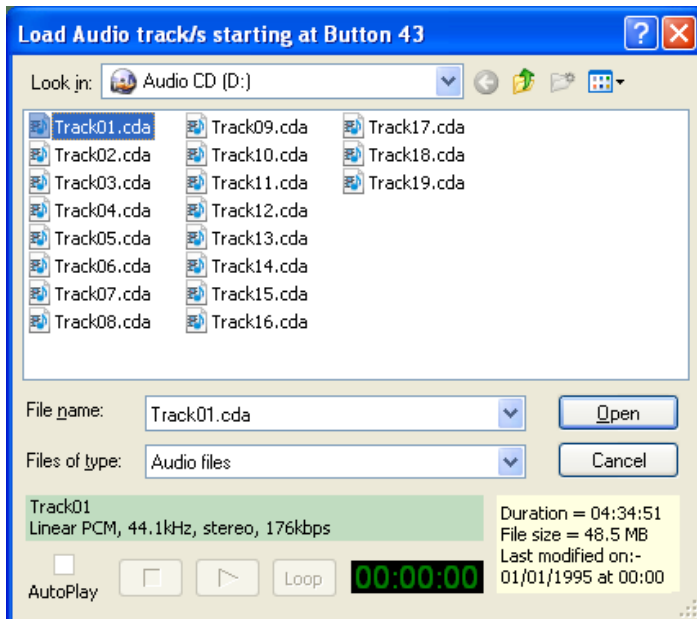 Load Audio track/s starting at Button 43
Look in: Audio CD (D:)
Track01.cda Track09.cda Track17.cda
Track02.cda Track10.cda Track18.cda
Track03.cda Track11.cda Track19.cda
Track04.cda Track12.cda
Track05.cda Track13.cda
Track06.cda Track14.cda
Track07.cda Track15.cda
Track08.cda Track16.cda
File name: Track01.cda Open
Files of type: Audio files Cancel
Track01
Linear PCM, 44.1kHz, stereo, 176kbps
Duration = 04:34:51
File size = 48.5 MB
Last modified on:-
01/01/1995 at 00:00
AutoPlay Loop 00:00:00